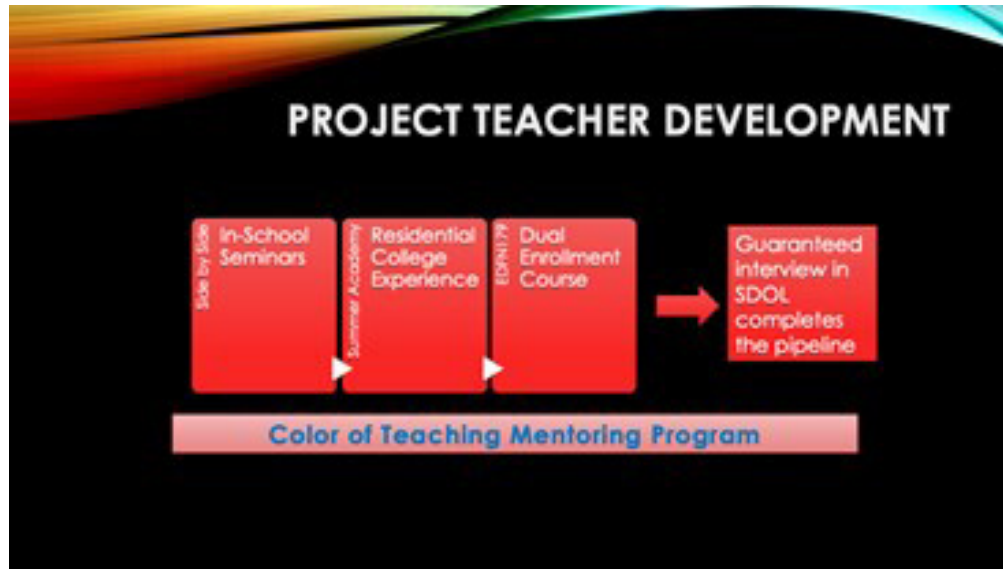 PROJECT TEACHER DEVELOPMENT
Side by Side
In-School
Seminars
Summer Academy
Residential
College
Experience
EDFN179
Dual
Enrollment
Course
Guaranteed
interview in
SDOL
completes
the pipeline
Color of Teaching Mentoring Program